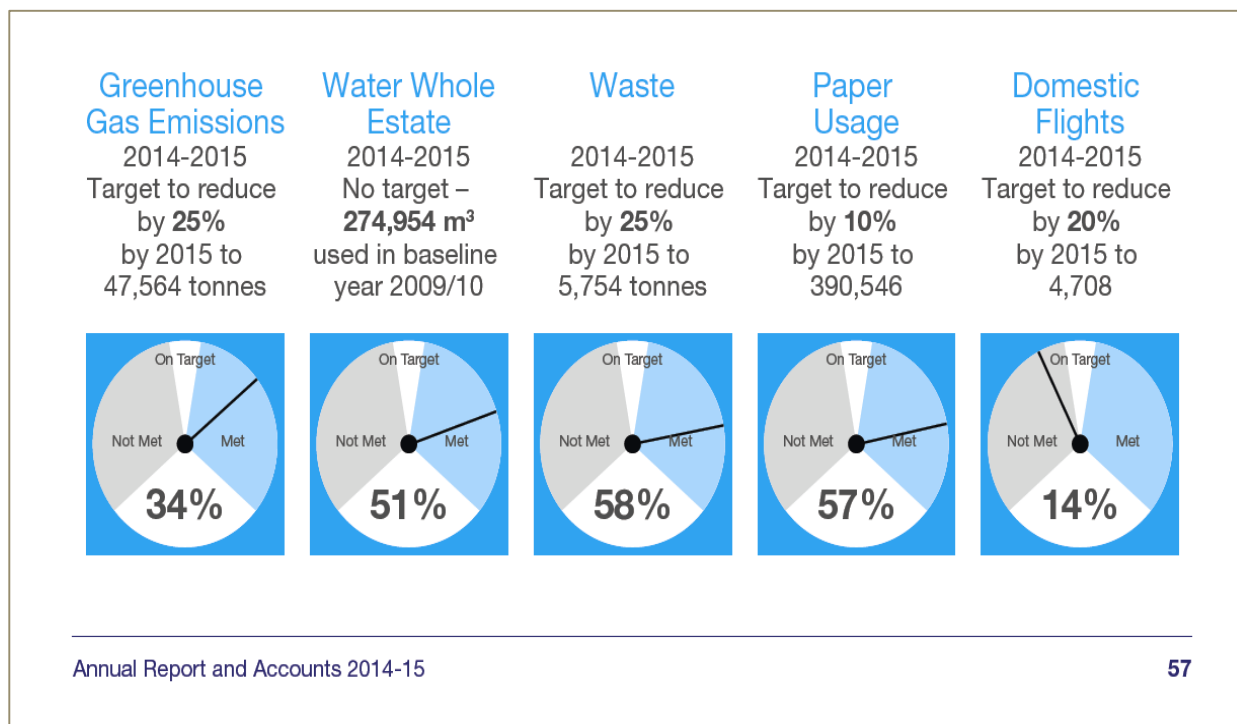 Greenhouse
Gas Emissions
2014-2015
Target to reduce
by 25%
by 2015 to
47,564 tonnes
On Target
Not Met
Met
34%
Water Whole
Estate
2014-2015
No target –
274,954 m³
used in baseline
year 2009/10
On Target
Not Met
Met
51%
Waste
2014-2015
Target to reduce
by 25%
by 2015 to
5,754 tonnes
On Target
Not Met
Met
58%
Paper
Usage
2014-2015
Target to reduce
by 10%
by 2015 to
390,546
On Target
Not Met
Met
57%
Domestic
Flights
2014-2015
Target to reduce
by 20%
by 2015 to
4,708
On Target
Not Met
Met
14%
Annual Report and Accounts 2014-15
57